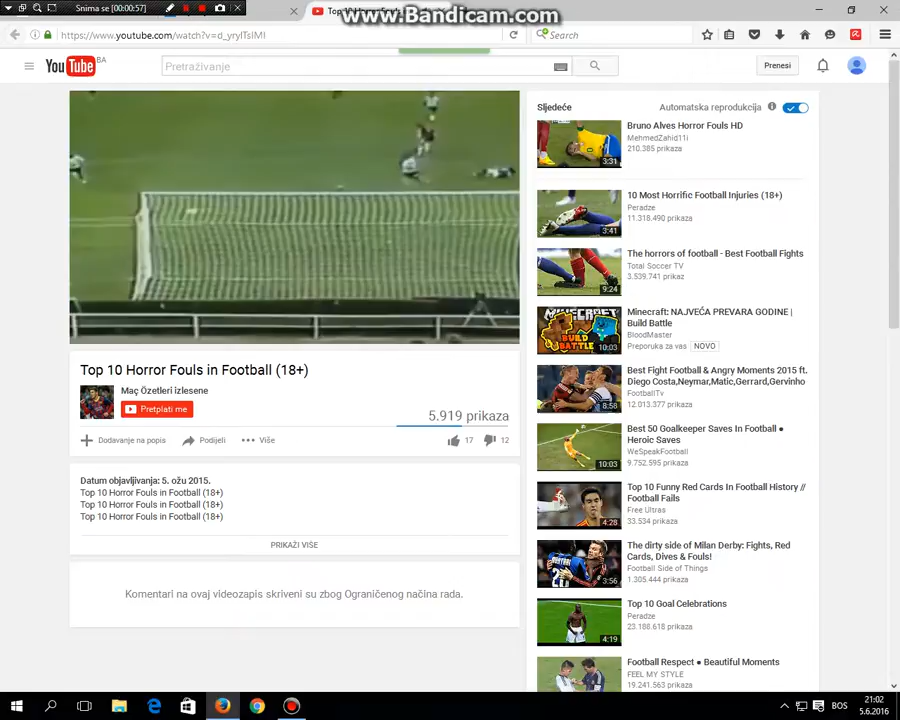 Snima se [00:00:57]
www.Bandicam.com
https://www.youtube.com/watch?v=d_yryITsIMI
Search
YouTube BA
Pretraživanje
Prenesi
Sljedeće
Automatska reprodukcija
Bruno Alves Horror Fouls HD
MehmedZahid11i
210.385 prikaza
3:31
10 Most Horrific Football Injuries (18+)
Peradze
11.318.490 prikaza
3:41
The horrors of football - Best Football Fights
Total Soccer TV
3.539.741 prikaz
9:24
Minecraft: NAJVEĆA PREVARA GODINE |
Build Battle
BloodMaster
Preporuka za vas NOVO
MINECRAFT
BUILD
BATTLE
10:03
Best Fight Football & Angry Moments 2015 ft.
Diego Costa,Neymar,Matic,Gerrard,Gervinho
FootballTv
12.013.377 prikaza
8:58
Best 50 Goalkeeper Saves In Football ●
Heroic Saves
WeSpeakFootball
9.752.595 prikaza
10:03
Top 10 Funny Red Cards In Football History //
Football Fails
Free Ultras
33.534 prikaza
4:28
The dirty side of Milan Derby: Fights, Red
Cards, Dives & Fouls!
Football Side of Things
1.305.444 prikaza
3:56
Top 10 Goal Celebrations
Peradze
23.188.618 prikaza
4:19
Football Respect ● Beautiful Moments
FEEL MY STYLE
19.241.563 prikaza
Top 10 Horror Fouls in Football (18+)
Maç Özetleri izlesene
Pretplati me
5.919 prikaza
Dodavanje na popis
Podijeli
Više
17
12
Datum objavljivanja: 5. ožu 2015.
Top 10 Horror Fouls in Football (18+)
Top 10 Horror Fouls in Football (18+)
Top 10 Horror Fouls in Football (18+)
PRIKAŽI VIŠE
Komentari na ovaj videozapis skriveni su zbog Ograničenog načina rada.
BOS
21:02
5.6.2016